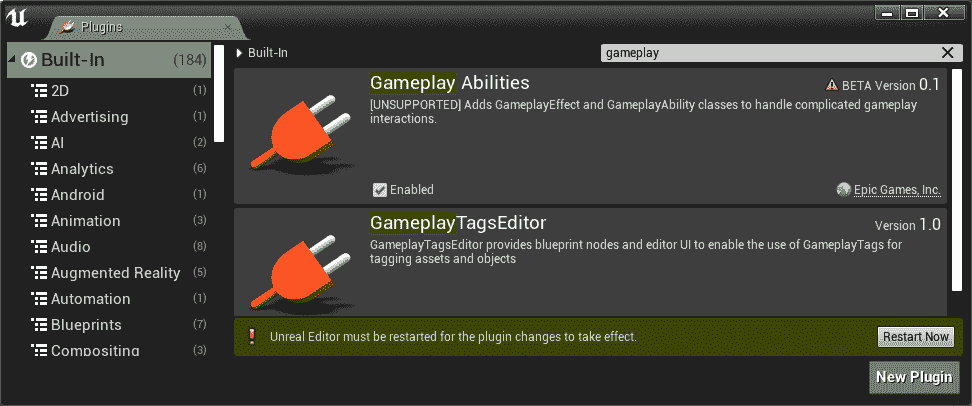 Plugins
Built-In (184)
2D (1)
Advertising (1)
AI (2)
Analytics (6)
Android (1)
Animation (3)
Audio (8)
Augmented Reality (5)
Automation (1)
Blueprints (7)
Compositing (3)
Built-In
gameplay
Gameplay Abilities
BETA Version 0.1
[UNSUPPORTED] Adds GameplayEffect and GameplayAbility classes to handle complicated gameplay
interactions.
Enabled
Epic Games, Inc.
GameplayTagsEditor
Version 1.0
GameplayTagsEditor provides blueprint nodes and editor UI to enable the use of GameplayTags for
tagging assets and objects
Unreal Editor must be restarted for the plugin changes to take effect.
Restart Now
New Plugin